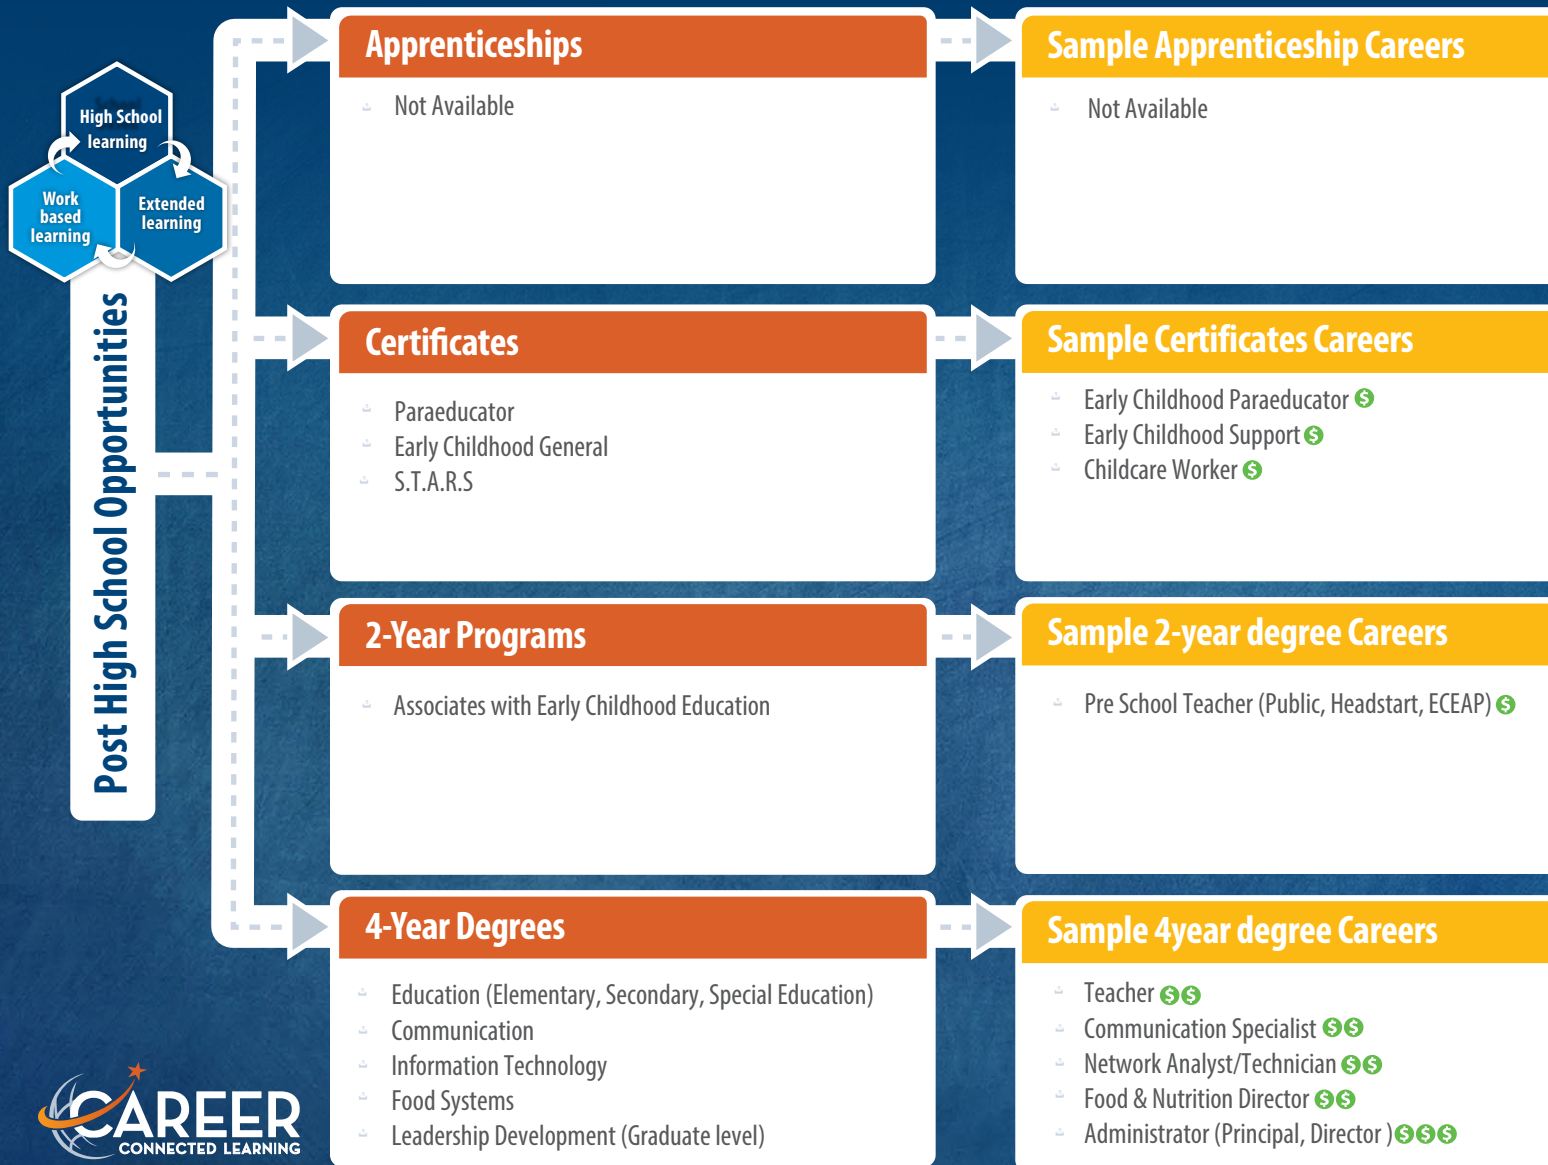 High School
learning
Work
based
learning
Extended
learning
Post High School Opportunities
Apprenticeships
Not Available
Sample Apprenticeship Careers
Not Available
Certificates
Paraeducator
Early Childhood General
S.T.A.R.S
Sample Certificates Careers
Early Childhood Paraeducator $
Early Childhood Support $
Childcare Worker $
2-Year Programs
Associates with Early Childhood Education
Sample 2-year degree Careers
Pre School Teacher (Public, Headstart, ECEAP) $
4-Year Degrees
Education (Elementary, Secondary, Special Education)
Communication
Information Technology
Food Systems
Leadership Development (Graduate level)
Sample 4year degree Careers
Teacher $$
Communication Specialist $$
Network Analyst/Technician $$
Food & Nutrition Director $$
Administrator (Principal, Director )$$$
CAREER
CONNECTED LEARNING